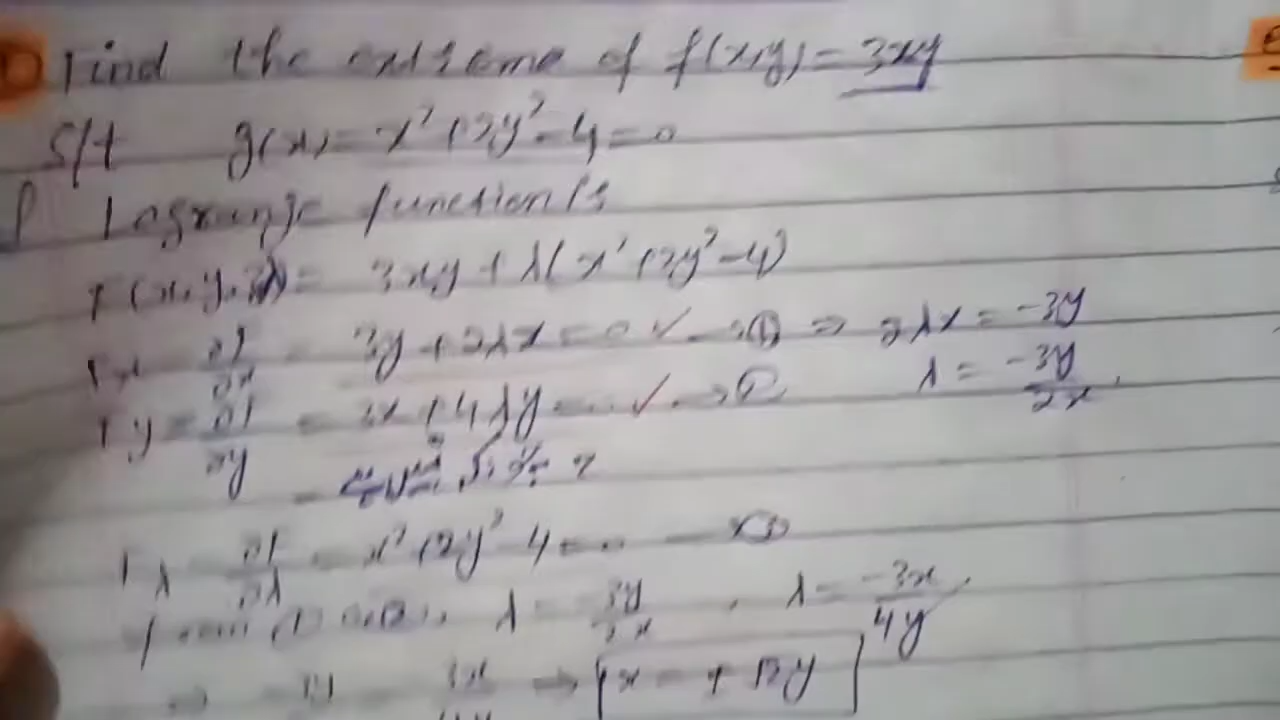 Find the extreme of f(x,y) = 3xy
S/t g(x) = x² + 2y² - 4 = 0
Lagrange function is
F(x, y, λ) = 3xy + λ(x² + 2y² - 4)
Fx = ∂F/∂x = 3y + 2λx = 0 ✓ → ① ⇒ 2λx = -3y
Fy = ∂F/∂y = 3x + 4λy = 0 ✓ → ② λ = -3y/2x
Fλ = ∂F/∂λ = x² + 2y² - 4 = 0 → ③
from ① and ②, λ = -3y/2x , λ = -3x/4y
⇒ x = ± √2y